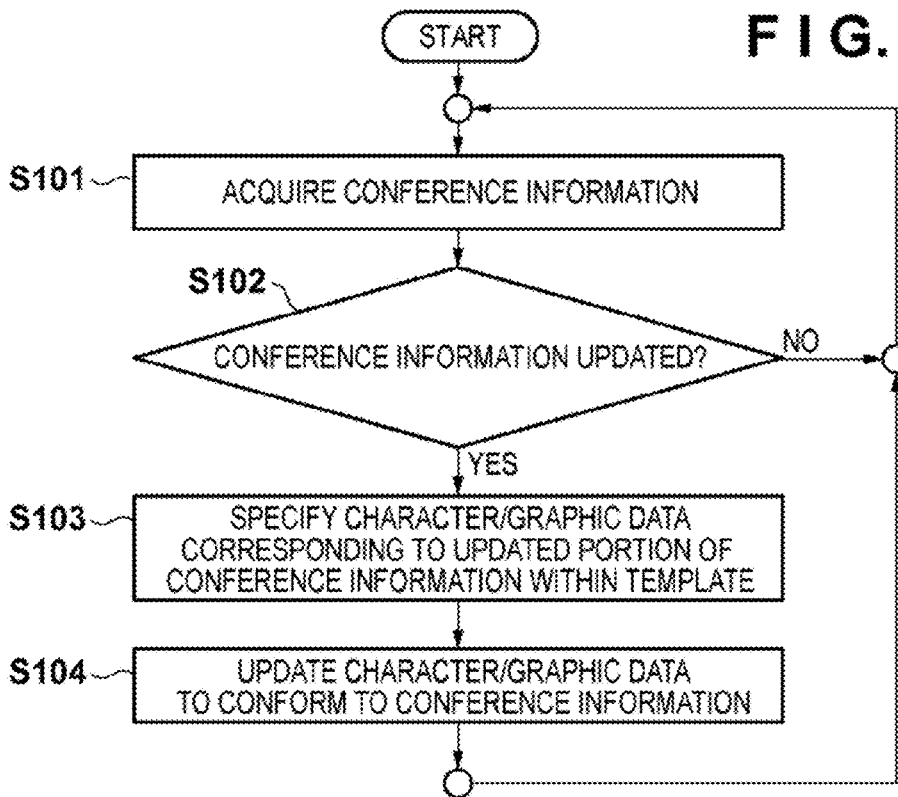 START
F I G.
S101
ACQUIRE CONFERENCE INFORMATION
S102
CONFERENCE INFORMATION UPDATED?
NO
YES
S103
SPECIFY CHARACTER/GRAPHIC DATA
CORRESPONDING TO UPDATED PORTION OF
CONFERENCE INFORMATION WITHIN TEMPLATE
S104
UPDATE CHARACTER/GRAPHIC DATA
TO CONFORM TO CONFERENCE INFORMATION